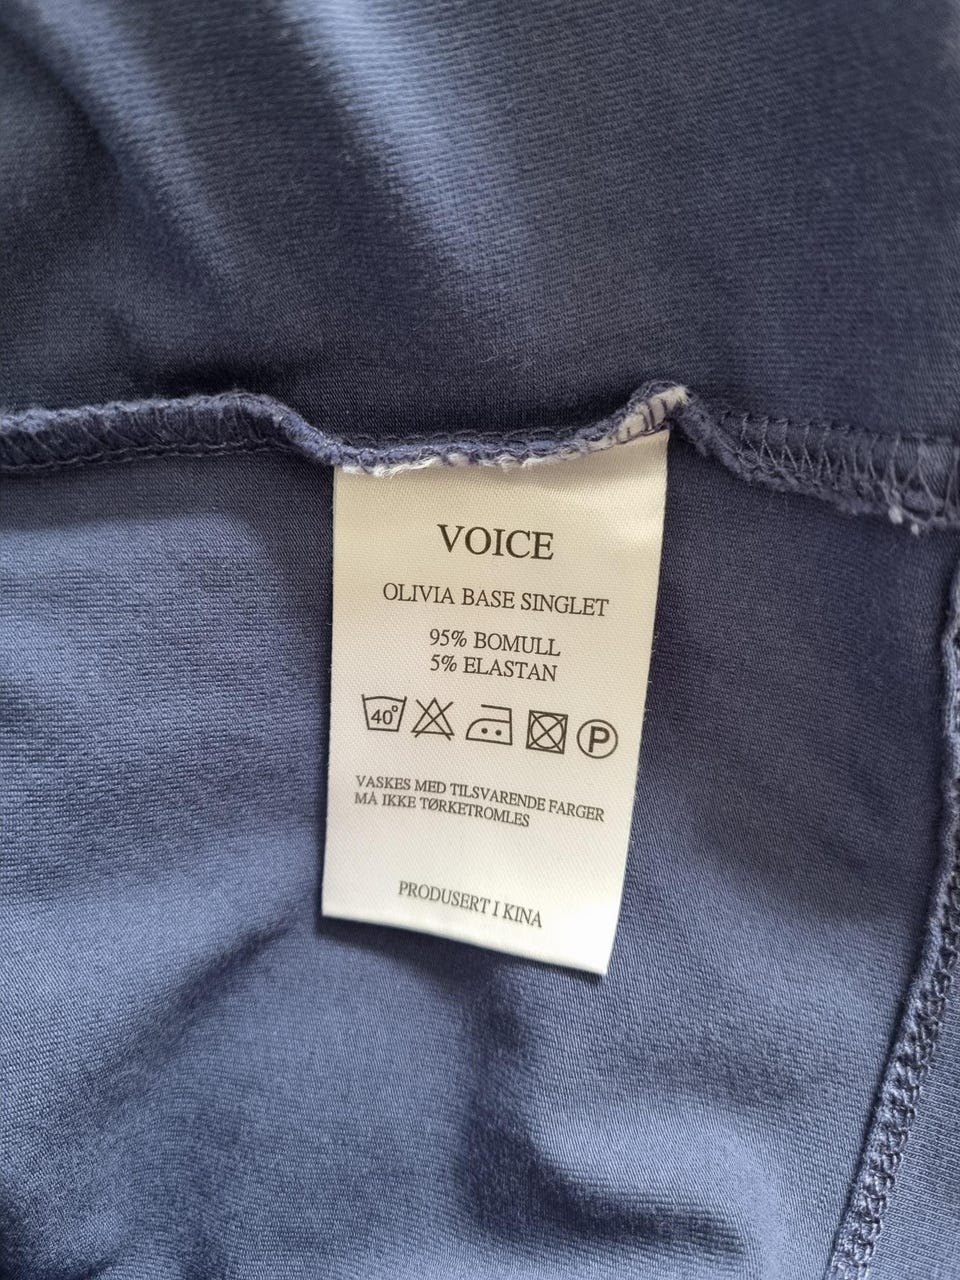 VOICE
OLIVIA BASE SINGLET
95% BOMULL
5% ELASTAN
40° P
VASKES MED TILSVARENDE FARGER
MÅ IKKE TØRKETROMLES
PRODUSERT I KINA